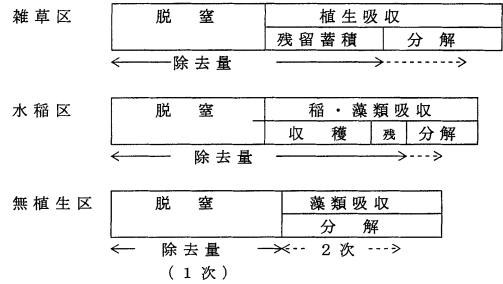 雑草区
脱窒
植生吸収
残留蓄積
分解
除去量
水稲区
脱窒
稲・藻類吸収
収穫
残
分解
除去量
無植生区
脱窒
藻類吸収
分解
除去量
2次
(1次)